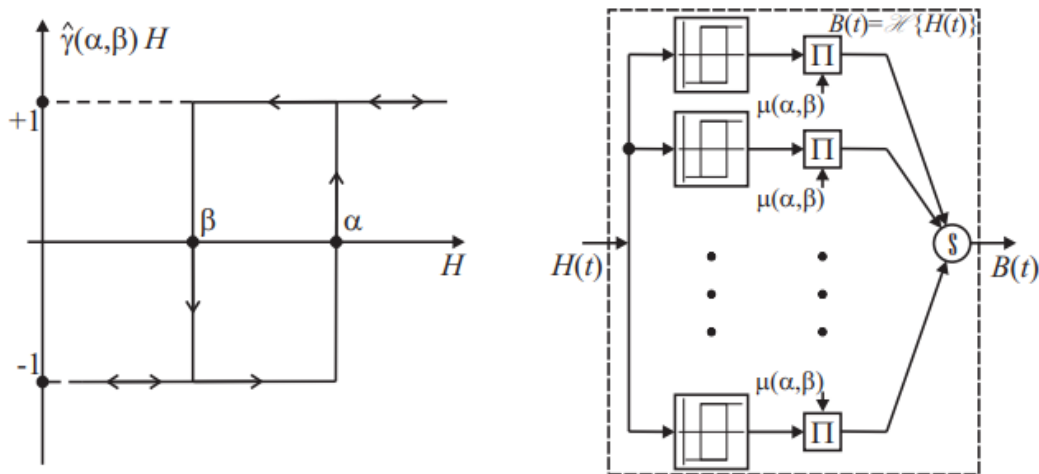 γ̂(α,β) H
+1
β
α
H
-1
B(t)=ℋ{H(t)}
Π
μ(α,β)
Π
μ(α,β)
H(t)
∫
B(t)
μ(α,β)
Π